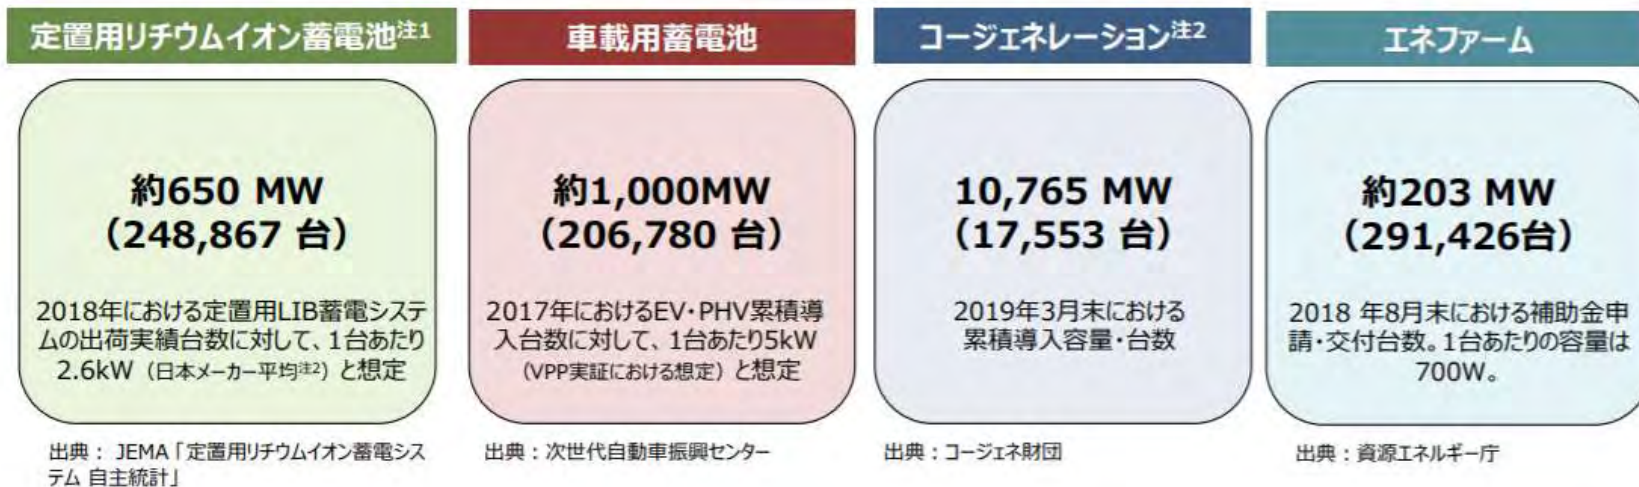 定置用リチウムイオン蓄電池注1
約650 MW
（248,867 台）
2018年における定置用LIB蓄電システ
ムの出荷実績台数に対して、1台あたり
2.6kW（日本メーカー平均注2）と想定
出典： JEMA「定置用リチウムイオン蓄電シス
テム 自主統計」
車載用蓄電池
約1,000MW
（206,780 台）
2017年におけるEV・PHV累積導
入台数に対して、1台あたり5kW
（VPP実証における想定）と想定
出典：次世代自動車振興センター
コージェネレーション注2
10,765 MW
（17,553 台）
2019年3月末における
累積導入容量・台数
出典：コージェネ財団
エネファーム
約203 MW
（291,426台）
2018 年8月末における補助金申
請・交付台数。1台あたりの容量は
700W。
出典：資源エネルギー庁